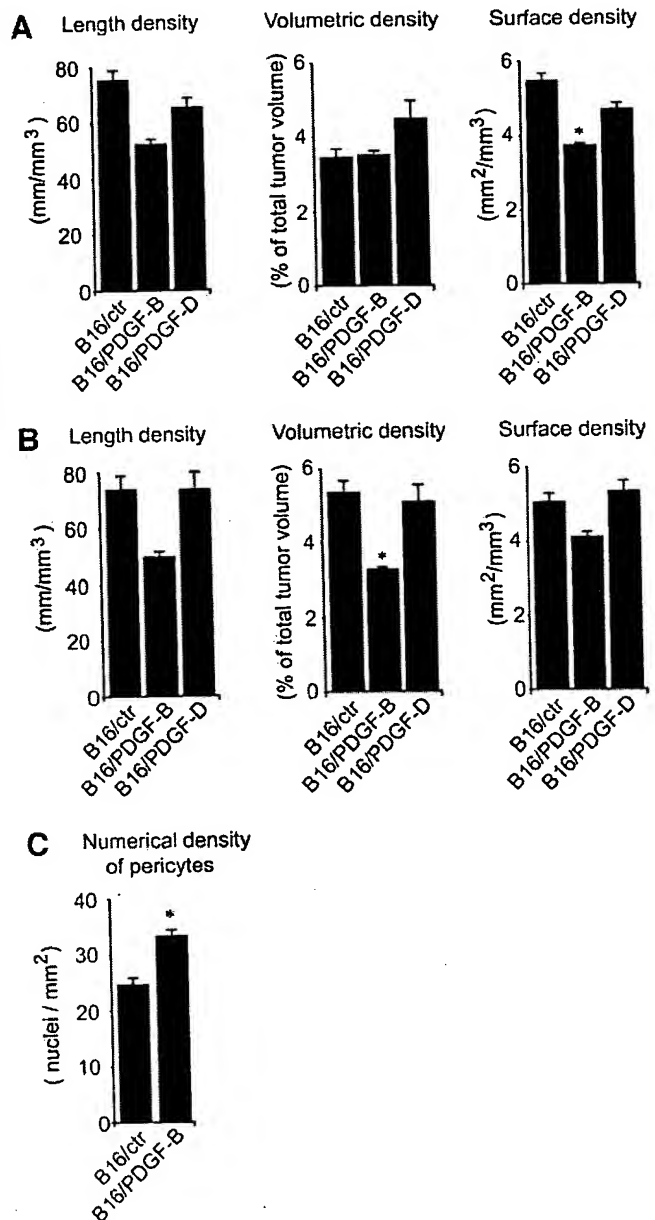 A
Length density
Volumetric density
Surface density
(mm/mm³)
80
60
40
20
0
B16/ctr
B16/PDGF-B
B16/PDGF-D
(% of total tumor volume)
6
4
2
0
B16/ctr
B16/PDGF-B
B16/PDGF-D
(mm²/mm³)
6
4
2
0
*
B16/ctr
B16/PDGF-B
B16/PDGF-D
B
Length density
Volumetric density
Surface density
(mm/mm³)
80
60
40
20
0
B16/ctr
B16/PDGF-B
B16/PDGF-D
(% of total tumor volume)
6
4
2
0
*
B16/ctr
B16/PDGF-B
B16/PDGF-D
(mm²/mm³)
6
4
2
0
B16/ctr
B16/PDGF-B
B16/PDGF-D
C
Numerical density
of pericytes
( nuclei / mm²)
40
30
20
10
0
*
B16/ctr
B16/PDGF-B